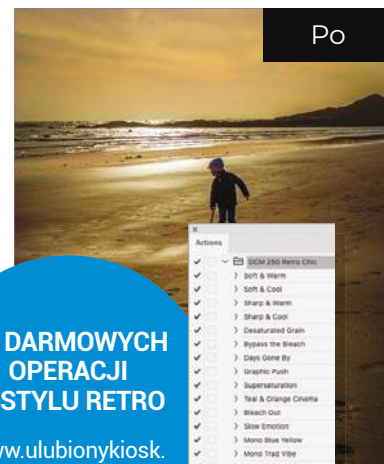 Po
Actions
DCM 250 Retro Chic
Soft & Warm
Soft & Cool
Sharp & Warm
Sharp & Cool
Desaturated Grain
Bypass the Bleach
Days Gone By
Graphic Push
Supersaturation
Teal & Orange Cinema
Bleach Out
Slow Emotion
Mono Blue Yellow
Mono Trad Vibe
DARMOWYCH
OPERACJI
STYLU RETRO
ww.ulubionykiosk.